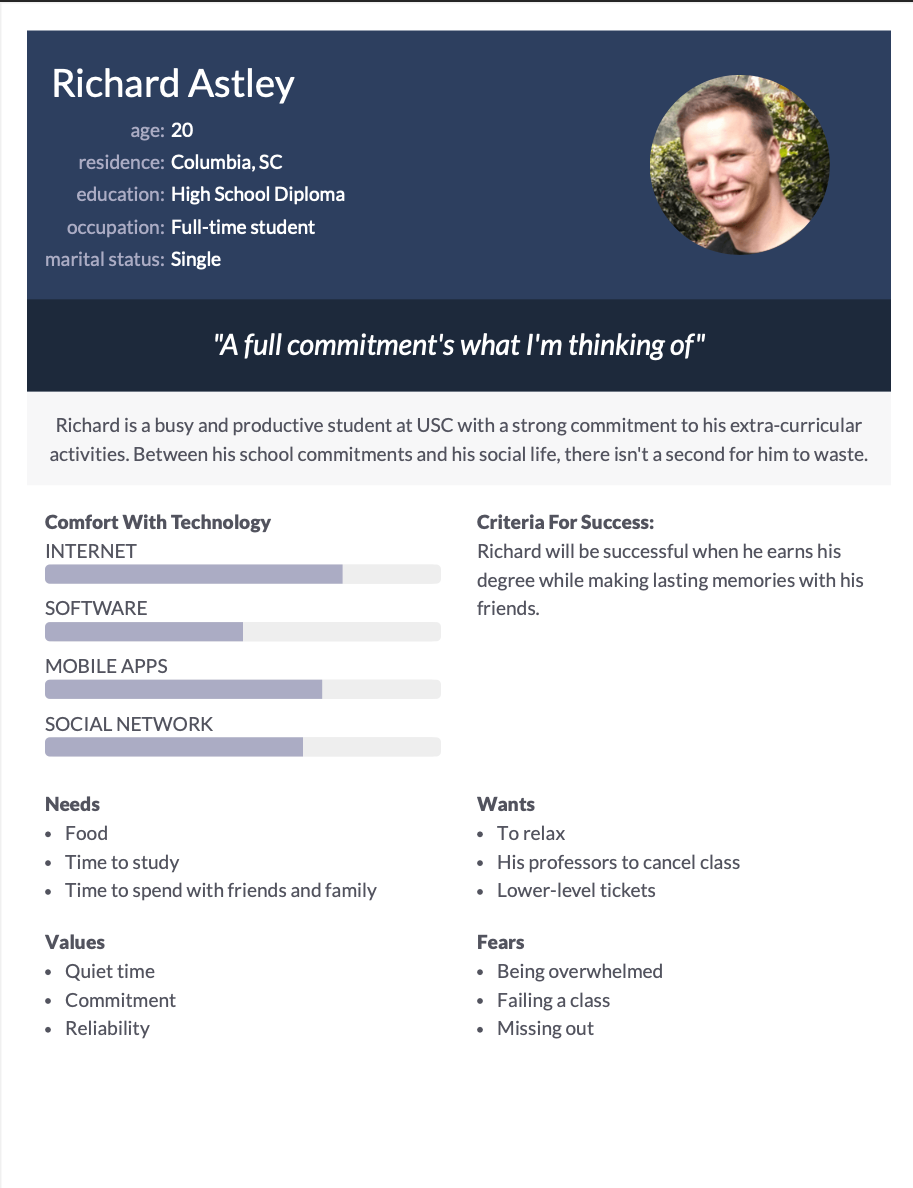 Richard Astley
age: 20
residence: Columbia, SC
education: High School Diploma
occupation: Full-time student
marital status: Single
"A full commitment's what I'm thinking of"
Richard is a busy and productive student at USC with a strong commitment to his extra-curricular
activities. Between his school commitments and his social life, there isn't a second for him to waste.
Comfort With Technology
INTERNET
SOFTWARE
MOBILE APPS
SOCIAL NETWORK
Criteria For Success:
Richard will be successful when he earns his
degree while making lasting memories with his
friends.
Needs
• Food
• Time to study
• Time to spend with friends and family
Wants
• To relax
• His professors to cancel class
• Lower-level tickets
Values
• Quiet time
• Commitment
• Reliability
Fears
• Being overwhelmed
• Failing a class
• Missing out